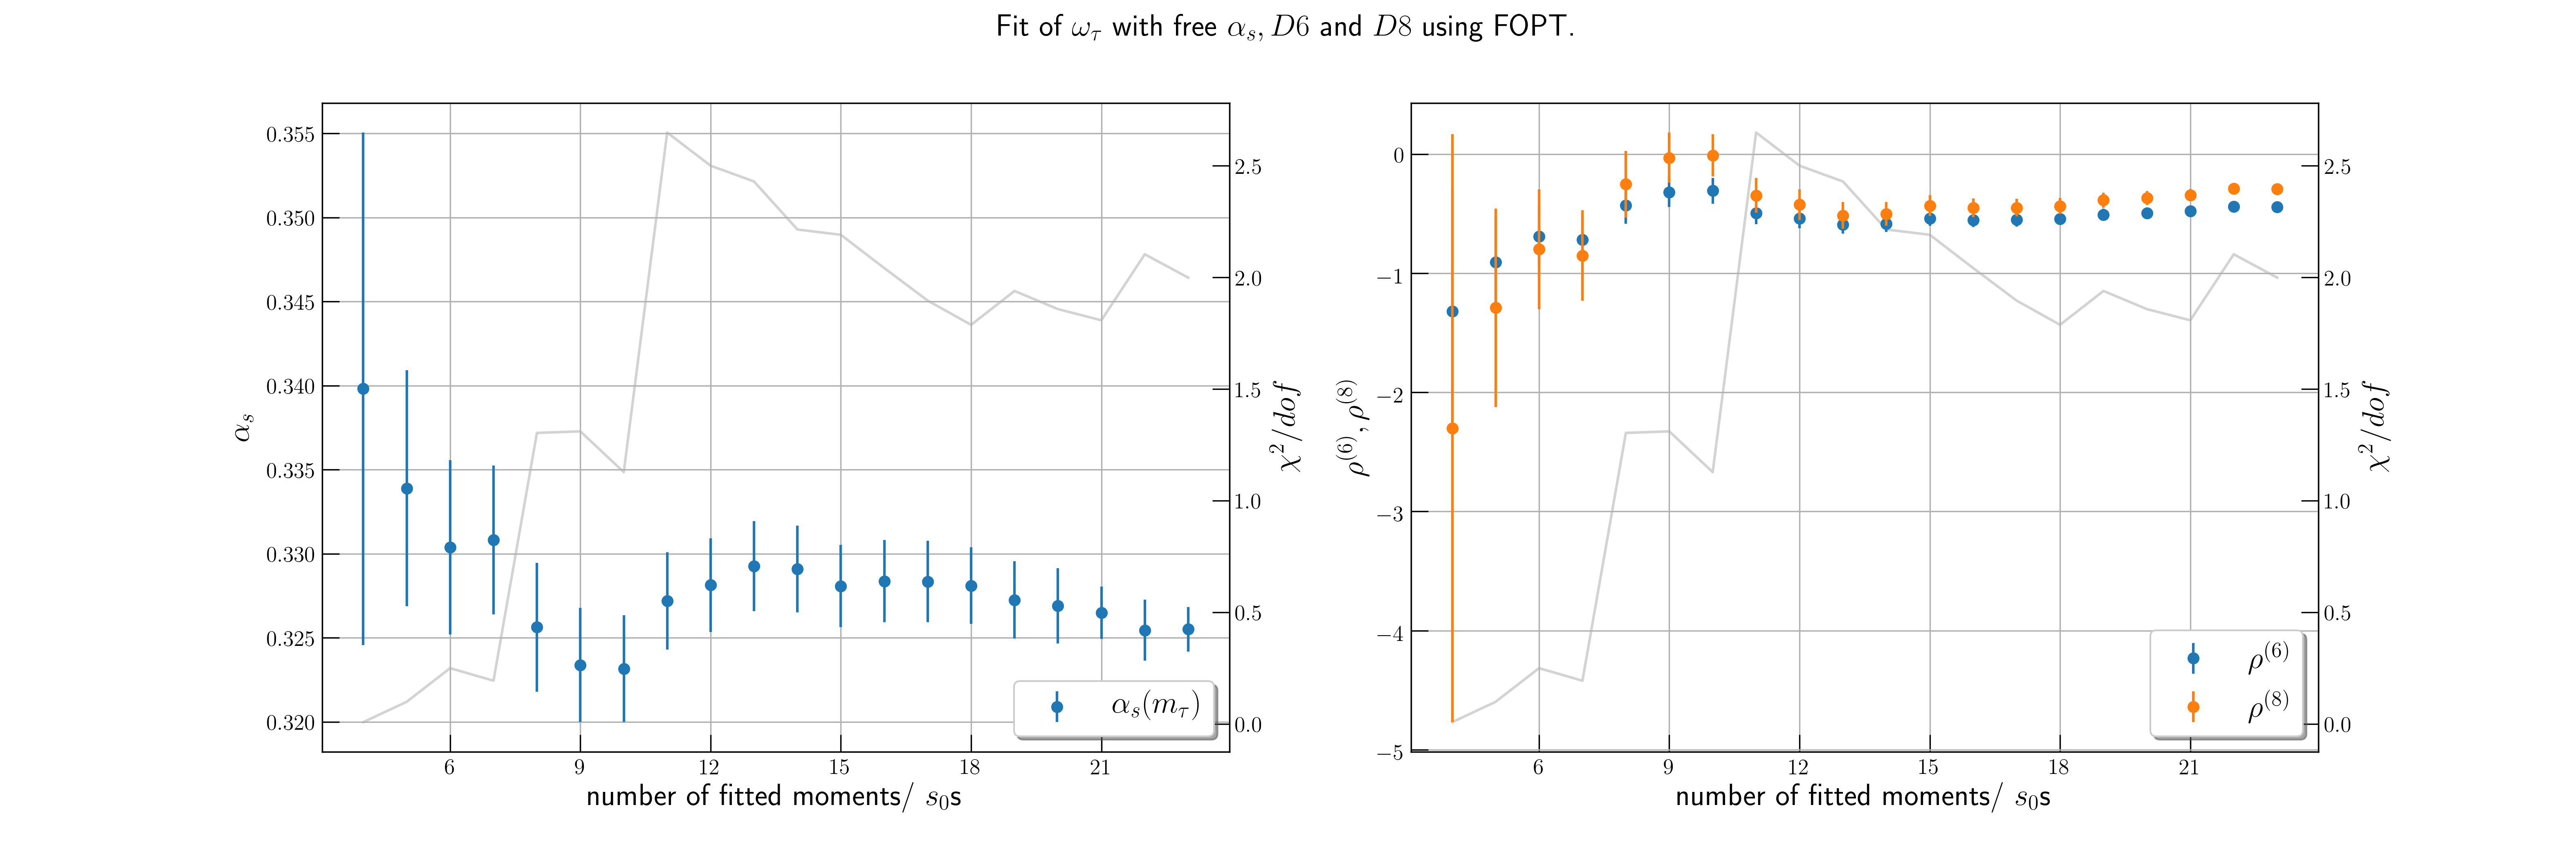 Fit of ω_τ with free α_s, D6 and D8 using FOPT.
0.355
0.350
0.345
0.340
0.335
0.330
0.325
0.320
α_s
2.5
2.0
1.5
1.0
0.5
0.0
χ²/dof
α_s(m_τ)
6 9 12 15 18 21
number of fitted moments/ s₀s
0
−1
−2
−3
−4
−5
ρ⁽⁶⁾, ρ⁽⁸⁾
2.5
2.0
1.5
1.0
0.5
0.0
χ²/dof
ρ⁽⁶⁾
ρ⁽⁸⁾
6 9 12 15 18 21
number of fitted moments/ s₀s